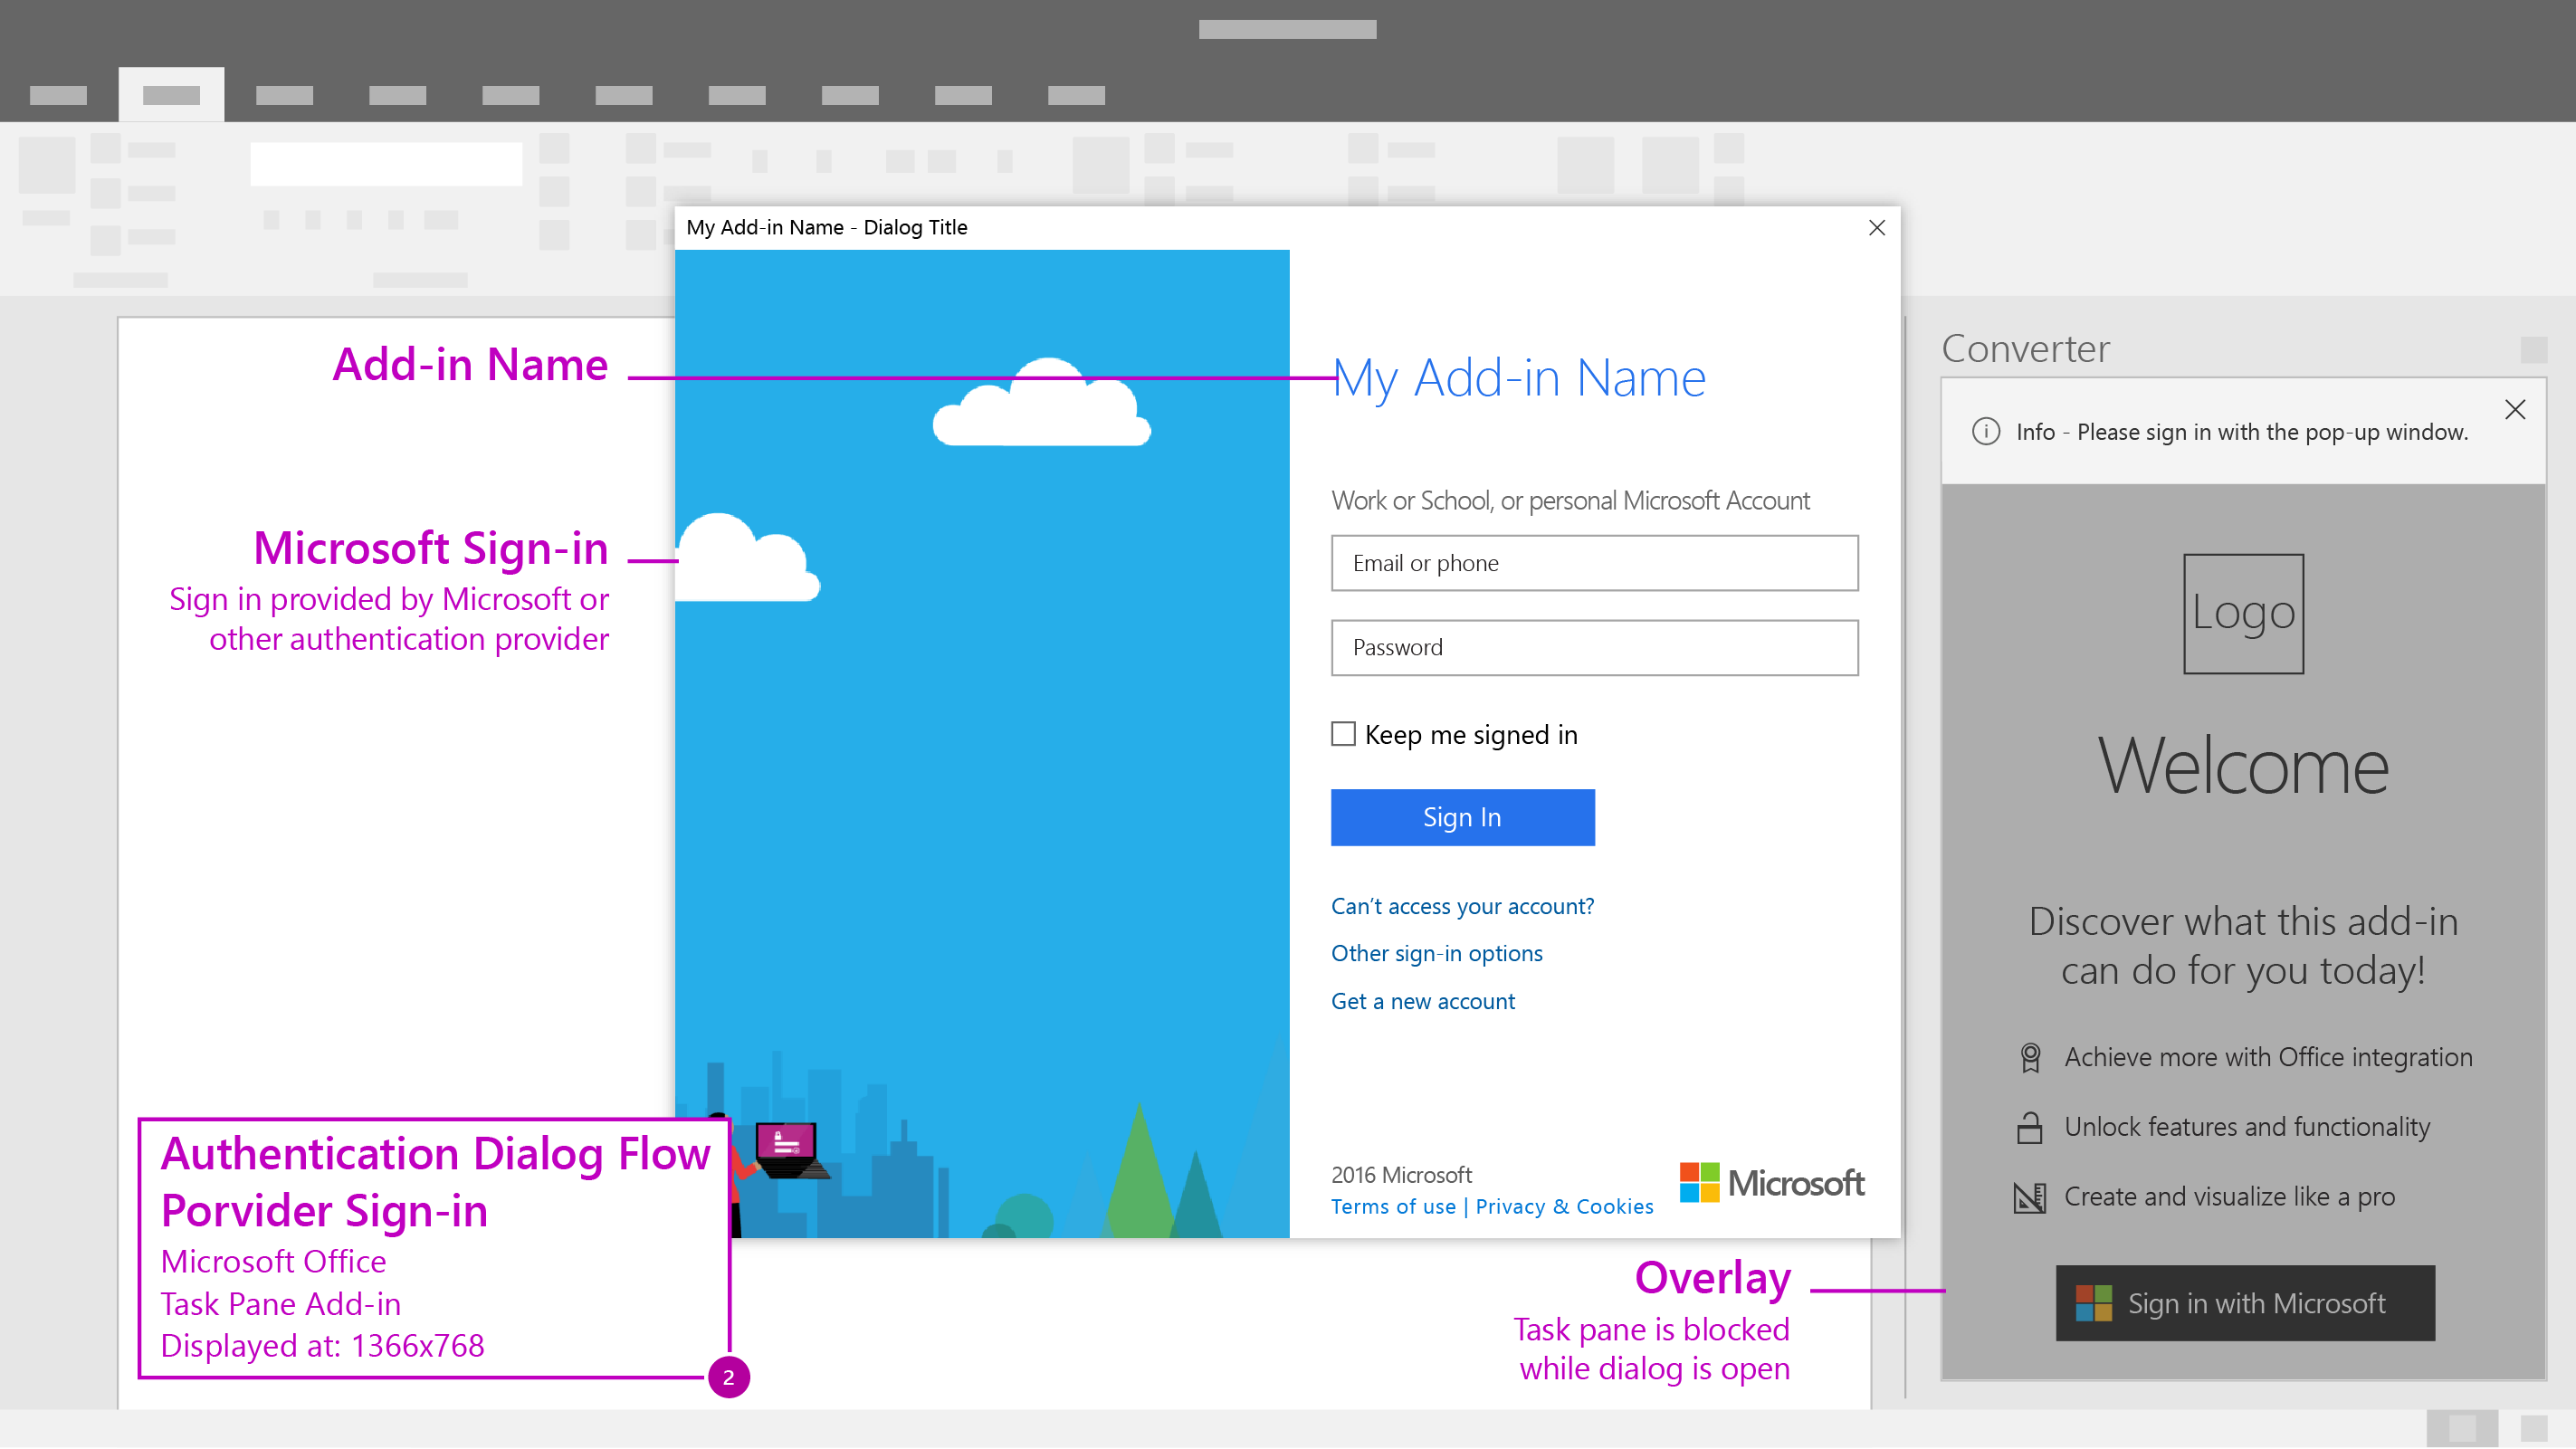 My Add-in Name - Dialog Title
Add-in Name
My Add-in Name
Microsoft Sign-in
Sign in provided by Microsoft or
other authentication provider
Work or School, or personal Microsoft Account
Email or phone
Password
Keep me signed in
Sign In
Can't access your account?
Other sign-in options
Get a new account
2016 Microsoft
Terms of use | Privacy & Cookies
Microsoft
Converter
Info - Please sign in with the pop-up window.
Logo
Welcome
Discover what this add-in
can do for you today!
Achieve more with Office integration
Unlock features and functionality
Create and visualize like a pro
Sign in with Microsoft
Authentication Dialog Flow
Porvider Sign-in
Microsoft Office
Task Pane Add-in
Displayed at: 1366x768
2
Overlay
Task pane is blocked
while dialog is open